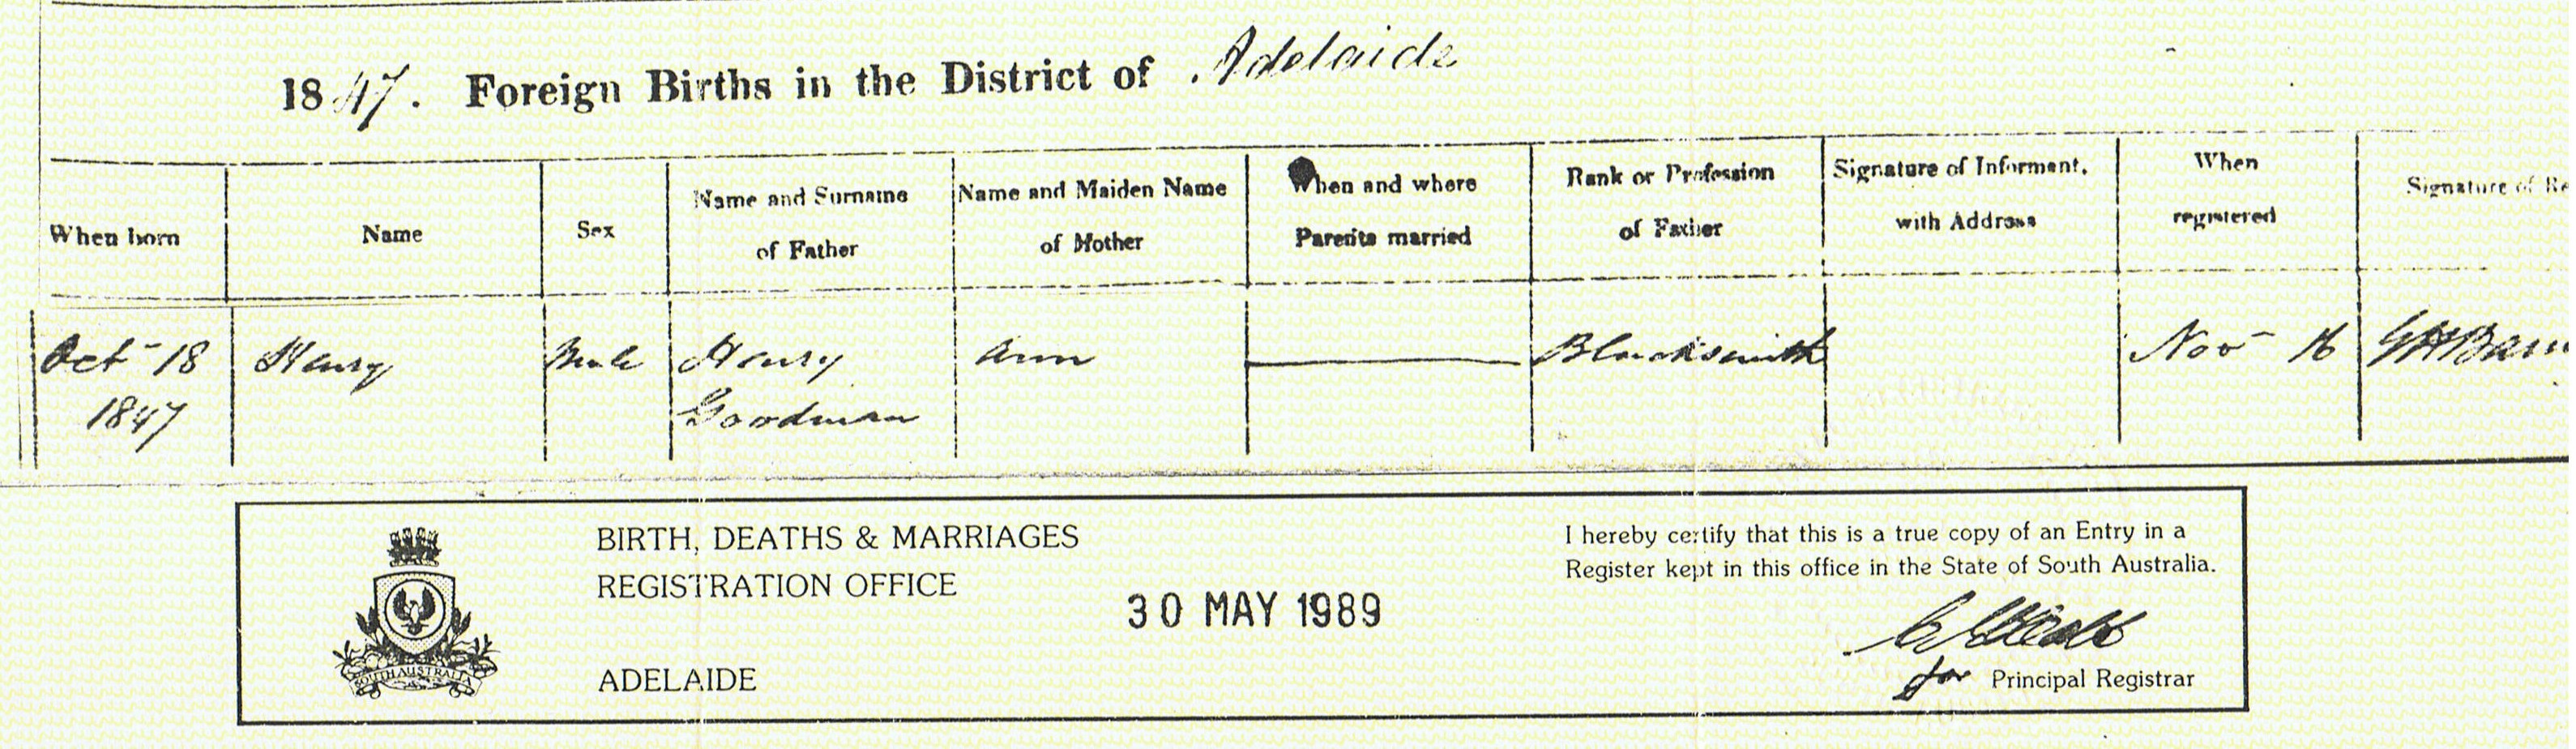 1847. Foreign Births in the District of Adelaide
When born
Name
Sex
Name and Surname
of Father
Name and Maiden Name
of Mother
When and where
Parents married
Rank or Profession
of Father
Signature of Informant,
with Address
When
registered
Signature of Re
Oct 18
1847
Henry
Male
Henry
Goodman
Ann
Blacksmith
Nov 16
BIRTH, DEATHS & MARRIAGES
REGISTRATION OFFICE
ADELAIDE
SOUTH AUSTRALIA
30 MAY 1989
I hereby certify that this is a true copy of an Entry in a
Register kept in this office in the State of South Australia.
for Principal Registrar